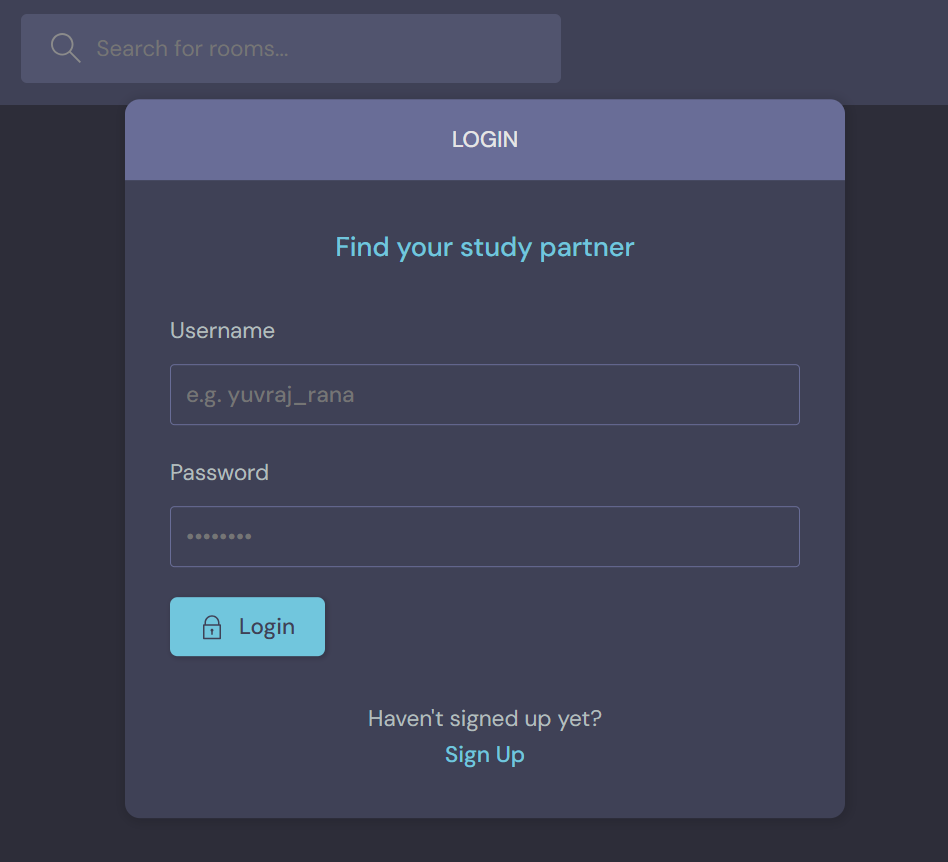 Search for rooms...
LOGIN
Find your study partner
Username
e.g. yuvraj_rana
Password
••••••••
Login
Haven't signed up yet?
Sign Up